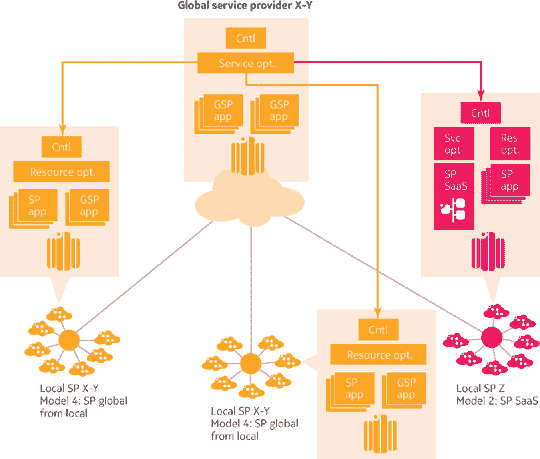 Global service provider X-Y
Cntl
Service opt.
GSP app
GSP app
Cntl
Resource opt.
SP app
GSP app
Cntl
Svc opt
Res opt.
SP SaaS
SP app
Cntl
Resource opt.
SP app
GSP app
Local SP X-Y
Model 4: SP global
from local
Local SP X-Y
Model 4: SP global
from local
Local SP Z
Model 2: SP SaaS